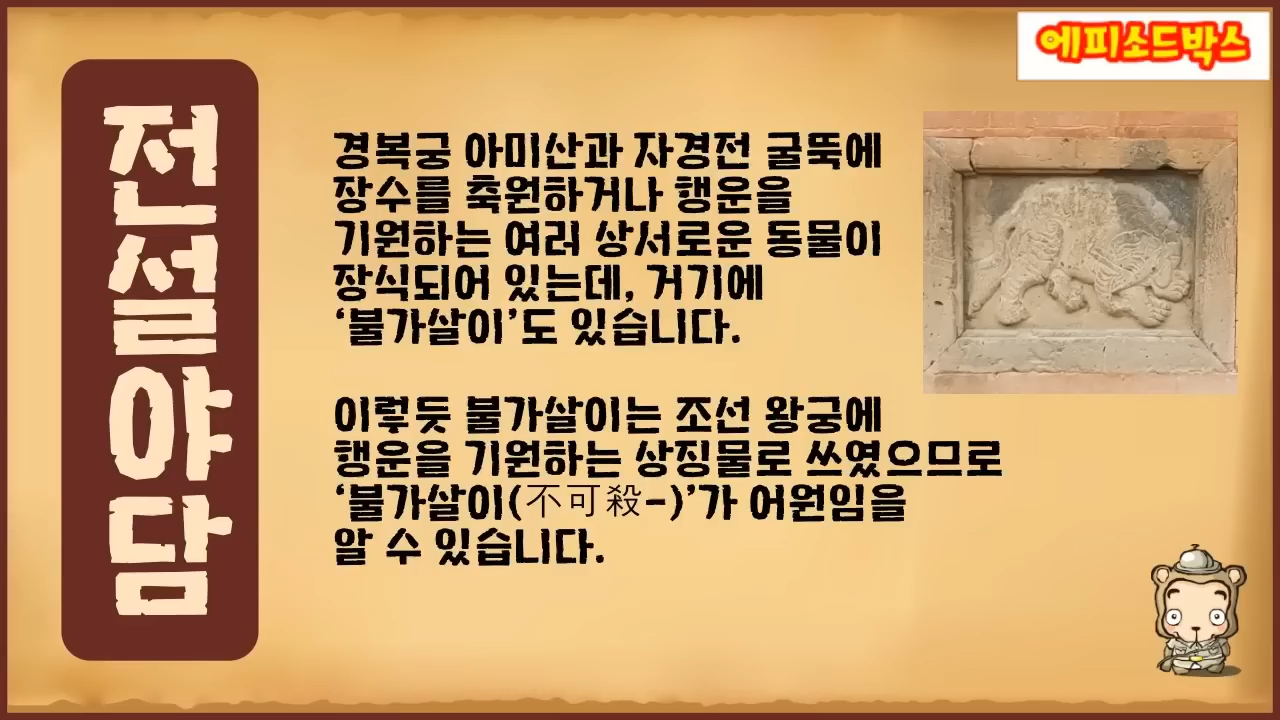 에피소드박스
전설야담
경복궁 아미산과 자경전 굴뚝에
장수를 축원하거나 행운을
기원하는 여러 상서로운 동물이
장식되어 있는데, 거기에
‘불가살이’도 있습니다.
이렇듯 불가살이는 조선 왕궁에
행운을 기원하는 상징물로 쓰였으므로
‘불가살이(不可殺-)’가 어원임을
알 수 있습니다.